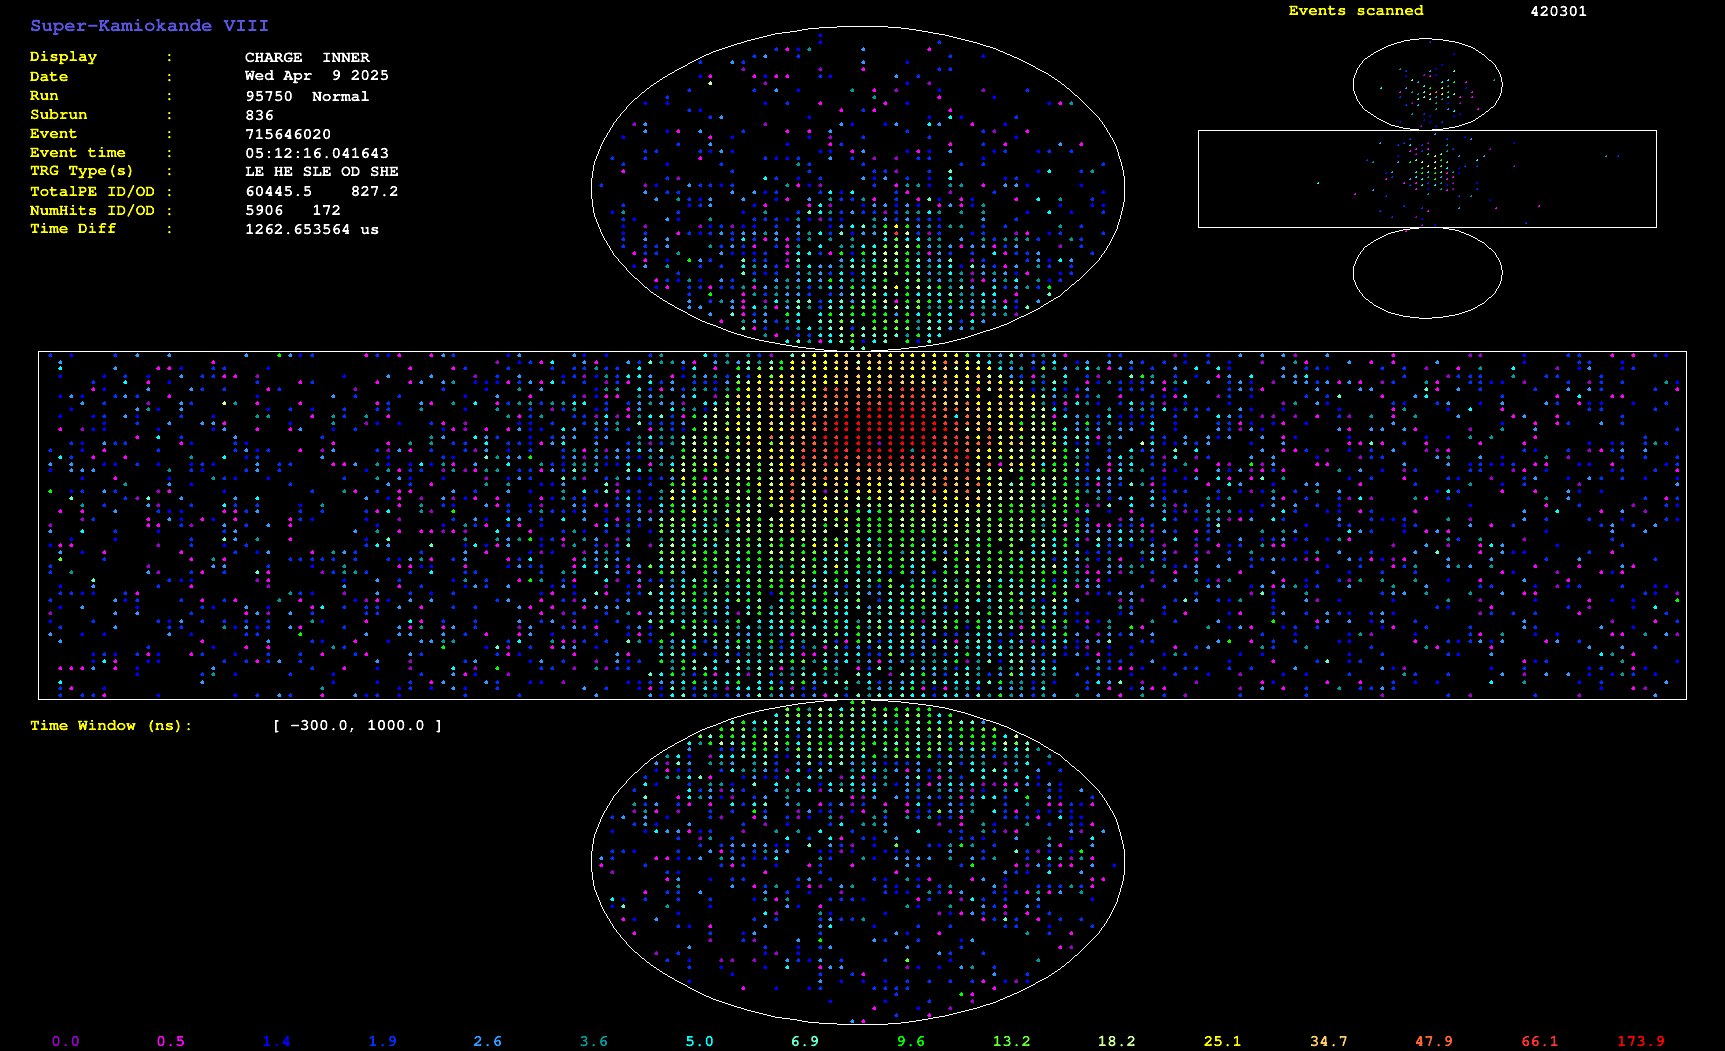 Super-Kamiokande VIII
Events scanned 420301
Display : CHARGE INNER
Date : Wed Apr 9 2025
Run : 95750 Normal
Subrun : 836
Event : 715646020
Event time : 05:12:16.041643
TRG Type(s) : LE HE SLE OD SHE
TotalPE ID/OD : 60445.5 827.2
NumHits ID/OD : 5906 172
Time Diff : 1262.653564 us
Time Window (ns): [ -300.0, 1000.0 ]
0.0 0.5 1.4 1.9 2.6 3.6 5.0 6.9 9.6 13.2 18.2 25.1 34.7 47.9 66.1 173.9